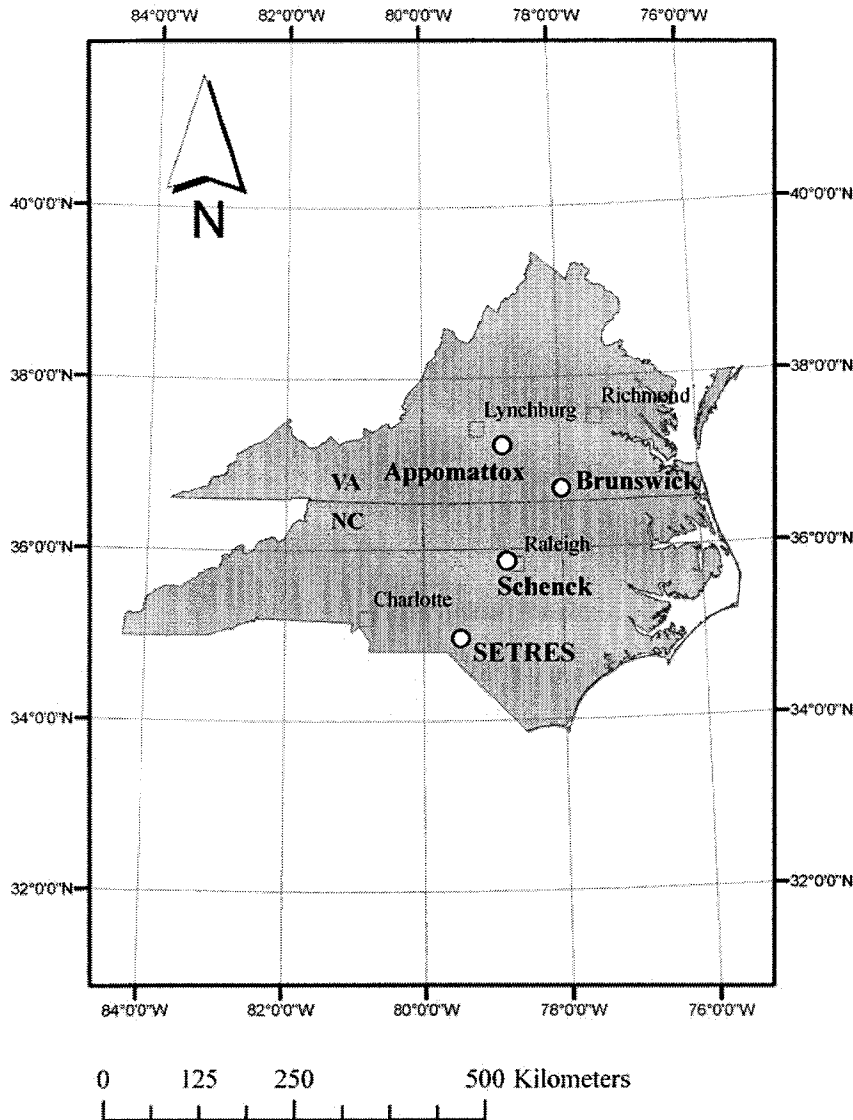 84°0'0"W 82°0'0"W 80°0'0"W 78°0'0"W 76°0'0"W
N
40°0'0"N 40°0'0"N
38°0'0"N 38°0'0"N
Richmond
Lynchburg
Appomattox
VA
Brunswick
NC
36°0'0"N 36°0'0"N
Raleigh
Schenck
Charlotte
SETRES
34°0'0"N 34°0'0"N
32°0'0"N 32°0'0"N
84°0'0"W 82°0'0"W 80°0'0"W 78°0'0"W 76°0'0"W
0 125 250 500 Kilometers